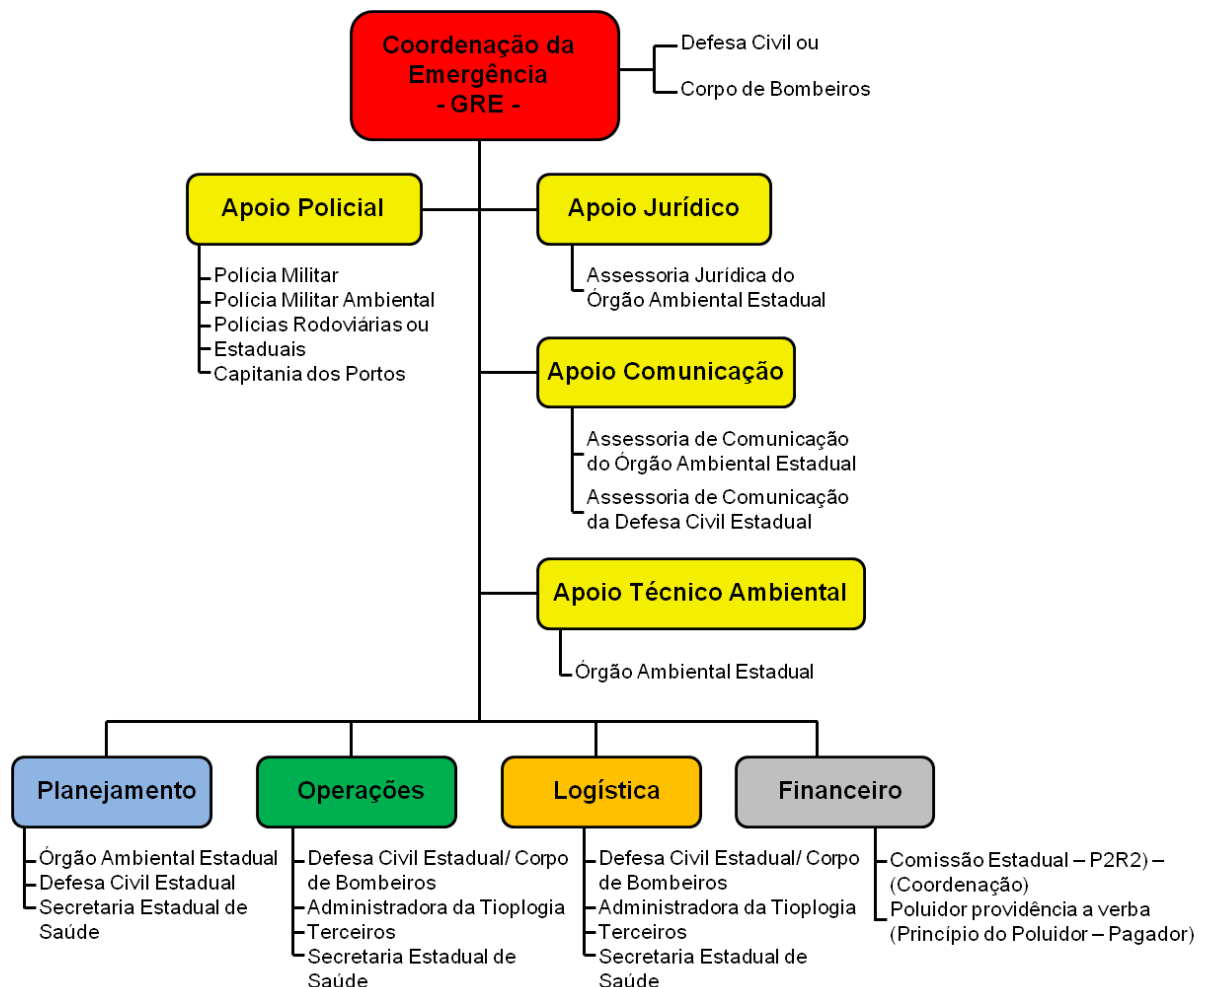 Coordenação da
Emergência
- GRE -
Defesa Civil ou
Corpo de Bombeiros
Apoio Policial
Polícia Militar
Polícia Militar Ambiental
Polícias Rodoviárias ou
Estaduais
Capitania dos Portos
Apoio Jurídico
Assessoria Jurídica do
Órgão Ambiental Estadual
Apoio Comunicação
Assessoria de Comunicação
do Órgão Ambiental Estadual
Assessoria de Comunicação
da Defesa Civil Estadual
Apoio Técnico Ambiental
Órgão Ambiental Estadual
Planejamento
Órgão Ambiental Estadual
Defesa Civil Estadual
Secretaria Estadual de
Saúde
Operações
Defesa Civil Estadual/ Corpo
de Bombeiros
Administradora da Tioplogia
Terceiros
Secretaria Estadual de
Saúde
Logística
Defesa Civil Estadual/ Corpo
de Bombeiros
Administradora da Tioplogia
Terceiros
Secretaria Estadual de
Saúde
Financeiro
Comissão Estadual – P2R2) –
(Coordenação)
Poluidor providência a verba
(Princípio do Poluidor – Pagador)